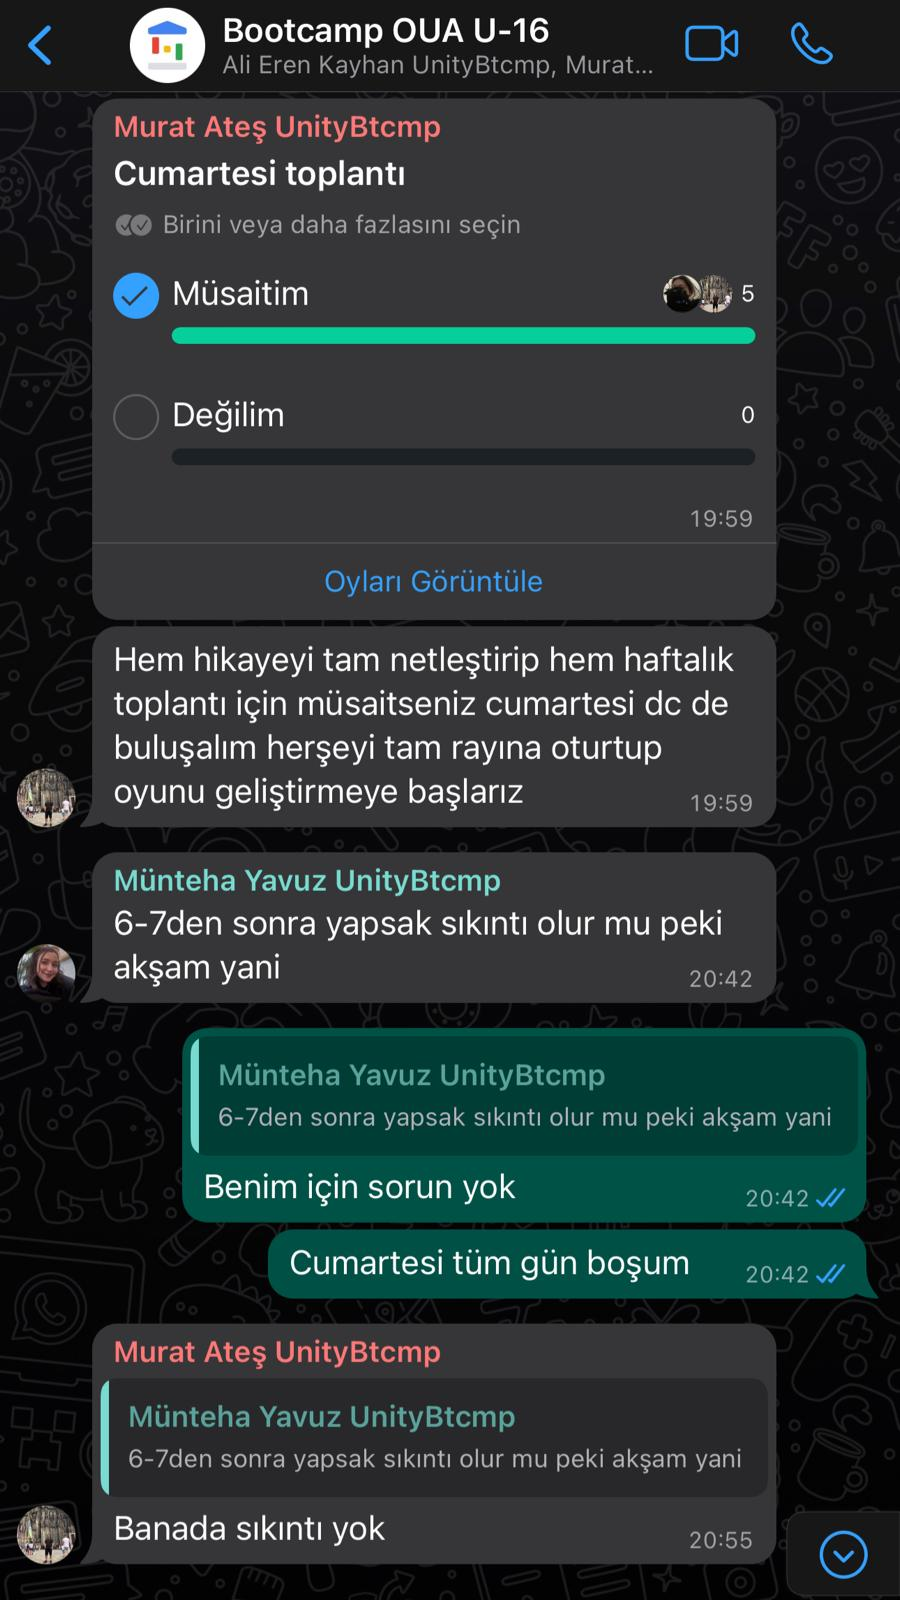 Bootcamp OUA U-16
Ali Eren Kayhan UnityBtcmp, Murat...
Murat Ateş UnityBtcmp
Cumartesi toplantı
Birini veya daha fazlasını seçin
Müsaitim
5
Değilim
0
19:59
Oyları Görüntüle
Hem hikayeyi tam netleştirip hem haftalık
toplantı için müsaitseniz cumartesi dc de
buluşalım herşeyi tam rayına oturtup
oyunu geliştirmeye başlarız
19:59
Münteha Yavuz UnityBtcmp
6-7den sonra yapsak sıkıntı olur mu peki
akşam yani
20:42
Münteha Yavuz UnityBtcmp
6-7den sonra yapsak sıkıntı olur mu peki akşam yani
Benim için sorun yok
20:42
Cumartesi tüm gün boşum
20:42
Murat Ateş UnityBtcmp
Münteha Yavuz UnityBtcmp
6-7den sonra yapsak sıkıntı olur mu peki akşam yani
Banada sıkıntı yok
20:55